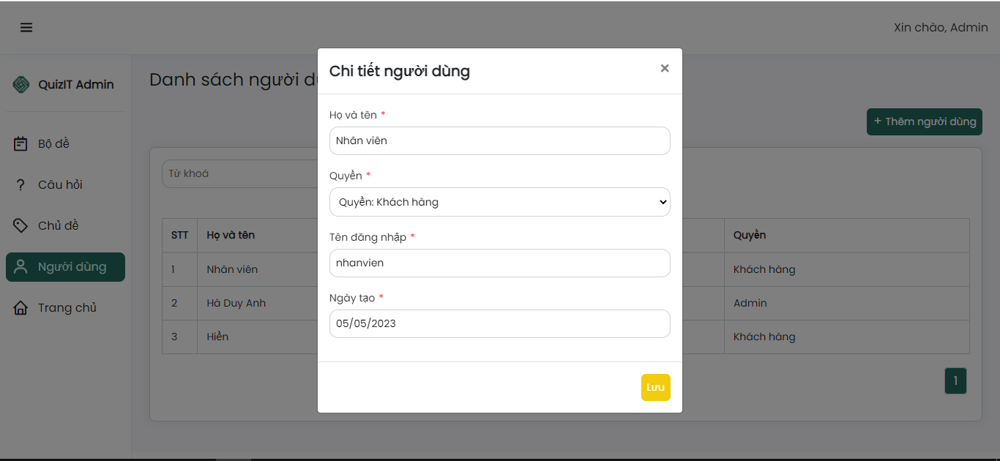 Xin chào, Admin
QuizIT Admin
Bộ đề
Câu hỏi
Chủ đề
Người dùng
Trang chủ
Danh sách người d
+ Thêm người dùng
Từ khoá
STT Họ và tên Quyền
1 Nhân viên Khách hàng
2 Hà Duy Anh Admin
3 Hiền Khách hàng
1
Chi tiết người dùng ×
Họ và tên *
Nhân viên
Quyền *
Quyền: Khách hàng
Tên đăng nhập *
nhanvien
Ngày tạo *
05/05/2023
Lưu